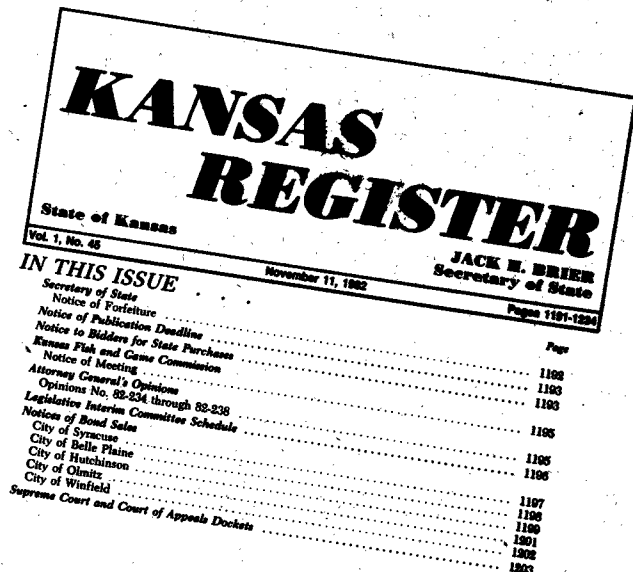 KANSAS
REGISTER
State of Kansas
JACK H. BRIER
Secretary of State
Vol. 1, No. 45 November 11, 1982 Pages 1191-1234
IN THIS ISSUE . . . Page
Secretary of State
Notice of Forfeiture 1192
Notice of Publication Deadline 1193
Notice to Bidders for State Purchases 1193
Kansas Fish and Game Commission
Notice of Meeting 1195
Attorney General's Opinions
Opinions No. 82-234 through 82-238 1195
Legislative Interim Committee Schedule 1196
Notices of Bond Sales
City of Syracuse 1197
City of Belle Plaine 1198
City of Hutchinson 1199
City of Olmitz 1201
City of Winfield 1202
Supreme Court and Court of Appeals Dockets 1203